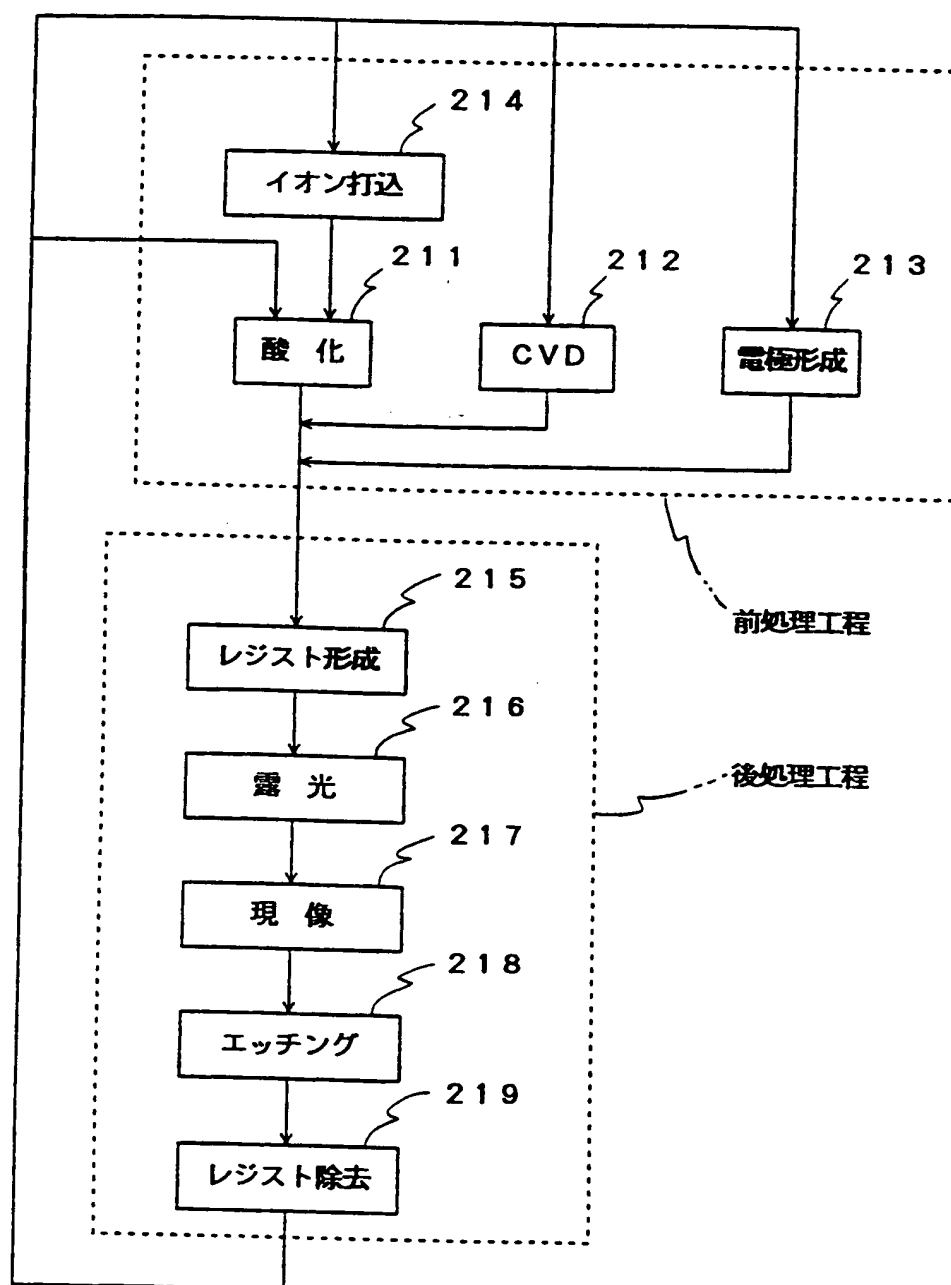 214
イオン打込
211
酸 化
212
CVD
213
電極形成
前処理工程
215
レジスト形成
216
露 光
後処理工程
217
現 像
218
エッチング
219
レジスト除去